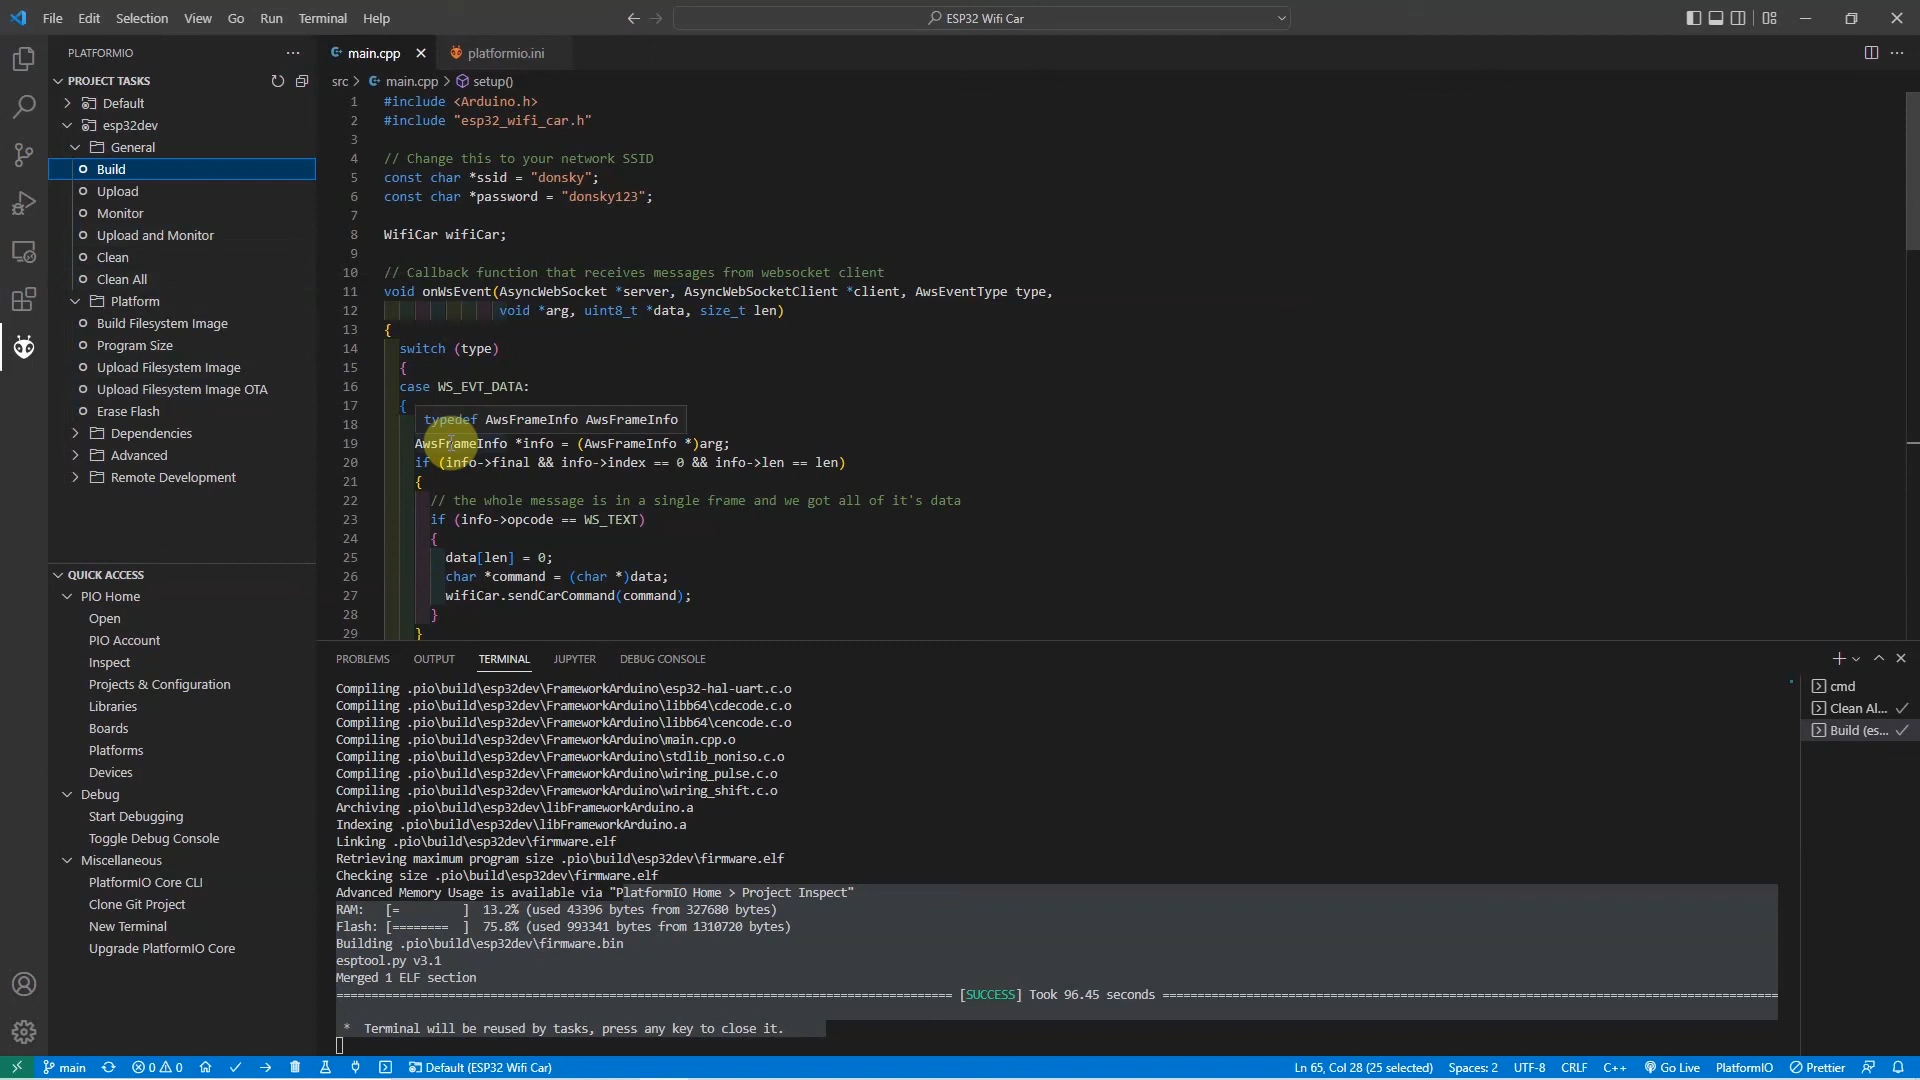 File Edit Selection View Go Run Terminal Help
ESP32 Wifi Car
PLATFORMIO
PROJECT TASKS
Default
esp32dev
General
Build
Upload
Monitor
Upload and Monitor
Clean
Clean All
Platform
Build Filesystem Image
Program Size
Upload Filesystem Image
Upload Filesystem Image OTA
Erase Flash
Dependencies
Advanced
Remote Development
QUICK ACCESS
PIO Home
Open
PIO Account
Inspect
Projects & Configuration
Libraries
Boards
Platforms
Devices
Debug
Start Debugging
Toggle Debug Console
Miscellaneous
PlatformIO Core CLI
Clone Git Project
New Terminal
Upgrade PlatformIO Core
main.cpp platformio.ini
src > main.cpp > setup()
1 #include <Arduino.h>
2 #include "esp32_wifi_car.h"
3
4 // Change this to your network SSID
5 const char *ssid = "donsky";
6 const char *password = "donsky123";
7
8 WifiCar wifiCar;
9
10 // Callback function that receives messages from websocket client
11 void onWsEvent(AsyncWebSocket *server, AsyncWebSocketClient *client, AwsEventType type,
12 void *arg, uint8_t *data, size_t len)
13 {
14 switch (type)
15 {
16 case WS_EVT_DATA:
17 {
18 typedef AwsFrameInfo AwsFrameInfo
19 AwsFrameInfo *info = (AwsFrameInfo *)arg;
20 if (info->final && info->index == 0 && info->len == len)
21 {
22 // the whole message is in a single frame and we got all of it's data
23 if (info->opcode == WS_TEXT)
24 {
25 data[len] = 0;
26 char *command = (char *)data;
27 wifiCar.sendCarCommand(command);
28 }
29 }
PROBLEMS OUTPUT TERMINAL JUPYTER DEBUG CONSOLE
Compiling .pio\build\esp32dev\FrameworkArduino\esp32-hal-uart.c.o
Compiling .pio\build\esp32dev\FrameworkArduino\libb64\cdecode.c.o
Compiling .pio\build\esp32dev\FrameworkArduino\libb64\cencode.c.o
Compiling .pio\build\esp32dev\FrameworkArduino\main.cpp.o
Compiling .pio\build\esp32dev\FrameworkArduino\stdlib_noniso.c.o
Compiling .pio\build\esp32dev\FrameworkArduino\wiring_pulse.c.o
Compiling .pio\build\esp32dev\FrameworkArduino\wiring_shift.c.o
Archiving .pio\build\esp32dev\libFrameworkArduino.a
Indexing .pio\build\esp32dev\libFrameworkArduino.a
Linking .pio\build\esp32dev\firmware.elf
Retrieving maximum program size .pio\build\esp32dev\firmware.elf
Checking size .pio\build\esp32dev\firmware.elf
Advanced Memory Usage is available via "PlatformIO Home > Project Inspect"
RAM: [= ] 13.2% (used 43396 bytes from 327680 bytes)
Flash: [======== ] 75.8% (used 993341 bytes from 1310720 bytes)
Building .pio\build\esp32dev\firmware.bin
esptool.py v3.1
Merged 1 ELF section
[SUCCESS] Took 96.45 seconds
* Terminal will be reused by tasks, press any key to close it.
cmd
Clean Al...
Build (es...
main 0 0 Default (ESP32 Wifi Car) Ln 65, Col 28 (25 selected) Spaces: 2 UTF-8 CRLF C++ Go Live PlatformIO Prettier